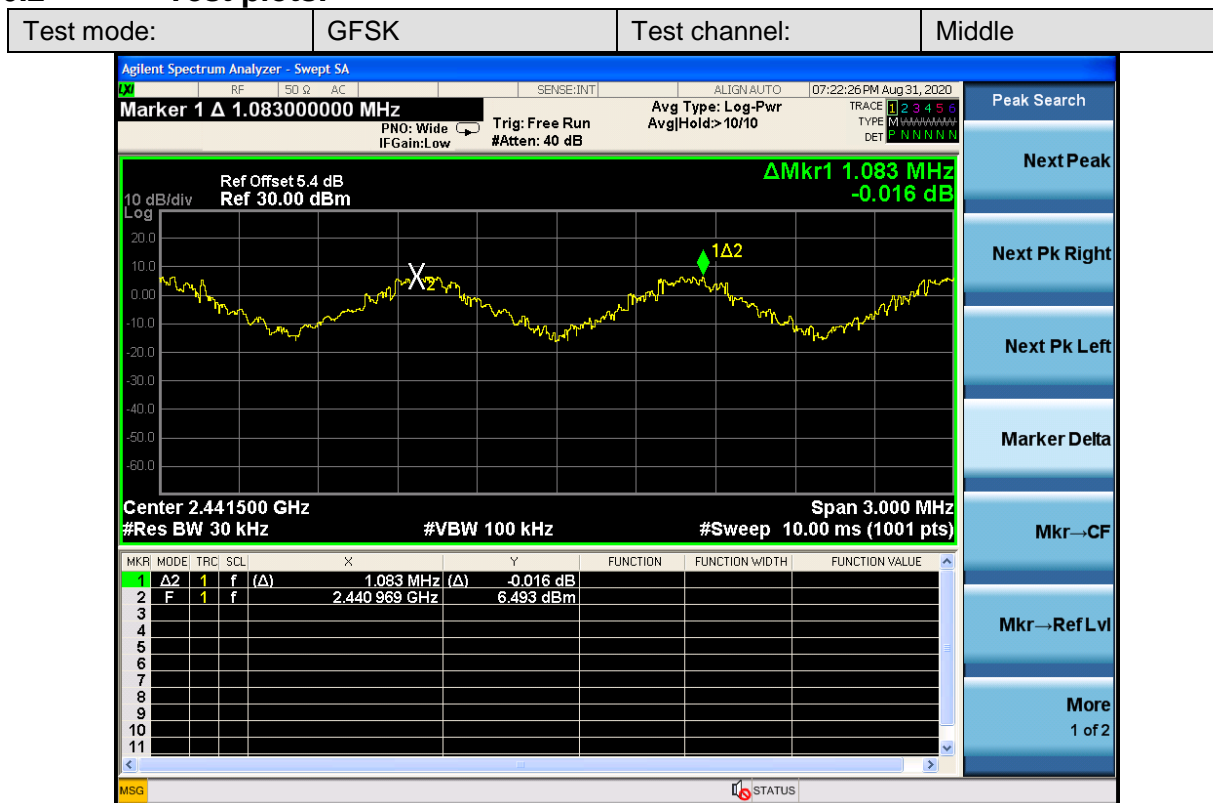 Test mode: GFSK Test channel: Middle
Agilent Spectrum Analyzer - Swept SA
LXI RF 50 Ω AC SENSE:INT ALIGN AUTO 07:22:26 PM Aug 31, 2020
Marker 1 Δ 1.083000000 MHz
PNO: Wide
IFGain:Low
Trig: Free Run
#Atten: 40 dB
Avg Type: Log-Pwr
Avg|Hold:>10/10
TRACE 1 2 3 4 5 6
TYPE M
DET P N N N N N
Peak Search
Next Peak
Next Pk Right
Next Pk Left
Marker Delta
Mkr→CF
Mkr→Ref Lvl
More
1 of 2
ΔMkr1 1.083 MHz
-0.016 dB
Ref Offset 5.4 dB
10 dB/div Ref 30.00 dBm
Log
20.0
10.0
0.00
-10.0
-20.0
-30.0
-40.0
-50.0
-60.0
X2
1Δ2
Center 2.441500 GHz Span 3.000 MHz
#Res BW 30 kHz #VBW 100 kHz #Sweep 10.00 ms (1001 pts)
MKR MODE TRC SCL X Y FUNCTION FUNCTION WIDTH FUNCTION VALUE
1 Δ2 1 f (Δ) 1.083 MHz (Δ) -0.016 dB
2 F 1 f 2.440 969 GHz 6.493 dBm
3
4
5
6
7
8
9
10
11
MSG STATUS